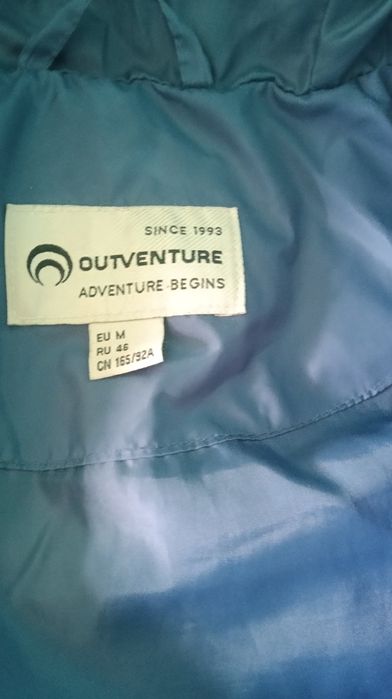 SINCE 1993
OUTVENTURE
ADVENTURE BEGINS
EU M
RU 46
CN 165/92A